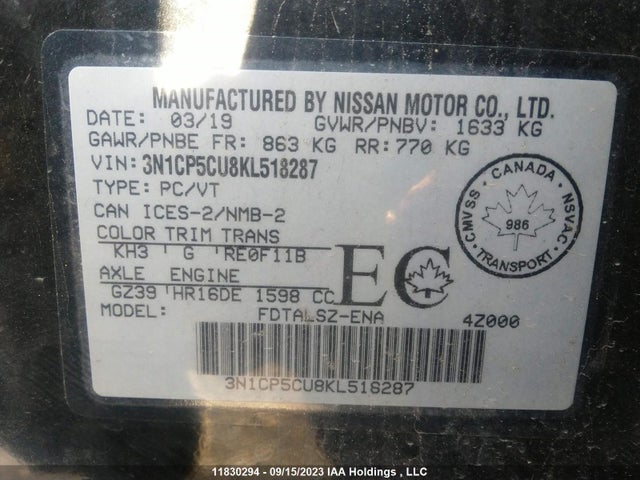 MANUFACTURED BY NISSAN MOTOR CO., LTD.
DATE: 03/19 GVWR/PNBV: 1633 KG
GAWR/PNBE FR: 863 KG RR: 770 KG
VIN: 3N1CP5CU8KL518287
TYPE: PC/VT
CAN ICES-2/NMB-2
COLOR TRIM TRANS
KH3 G RE0F11B
AXLE ENGINE
GZ39 HR16DE 1598 CC
MODEL: FDTALSZ-ENA 4Z000
EC
CANADA
CMVSS NSVAC
986
TRANSPORT
3N1CP5CU8KL518287
11830294 - 09/15/2023 IAA Holdings , LLC